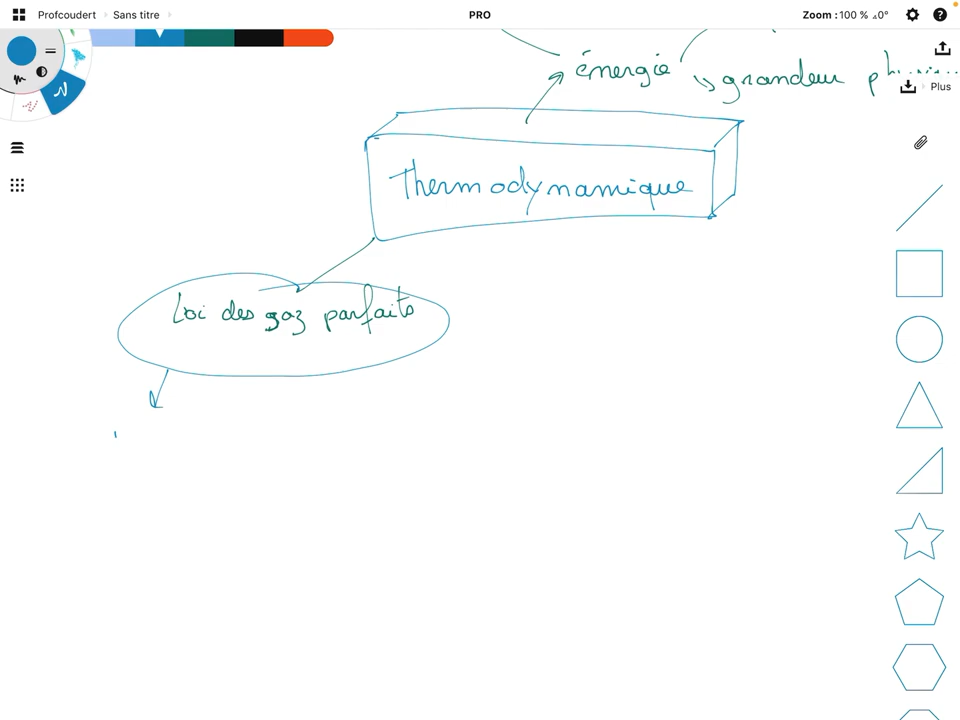 Profcoudert
Sans titre
PRO
Zoom : 100 % ⦟0°
énergie
grandeur
Plus
Thermodynamique
Loi des gaz parfaits